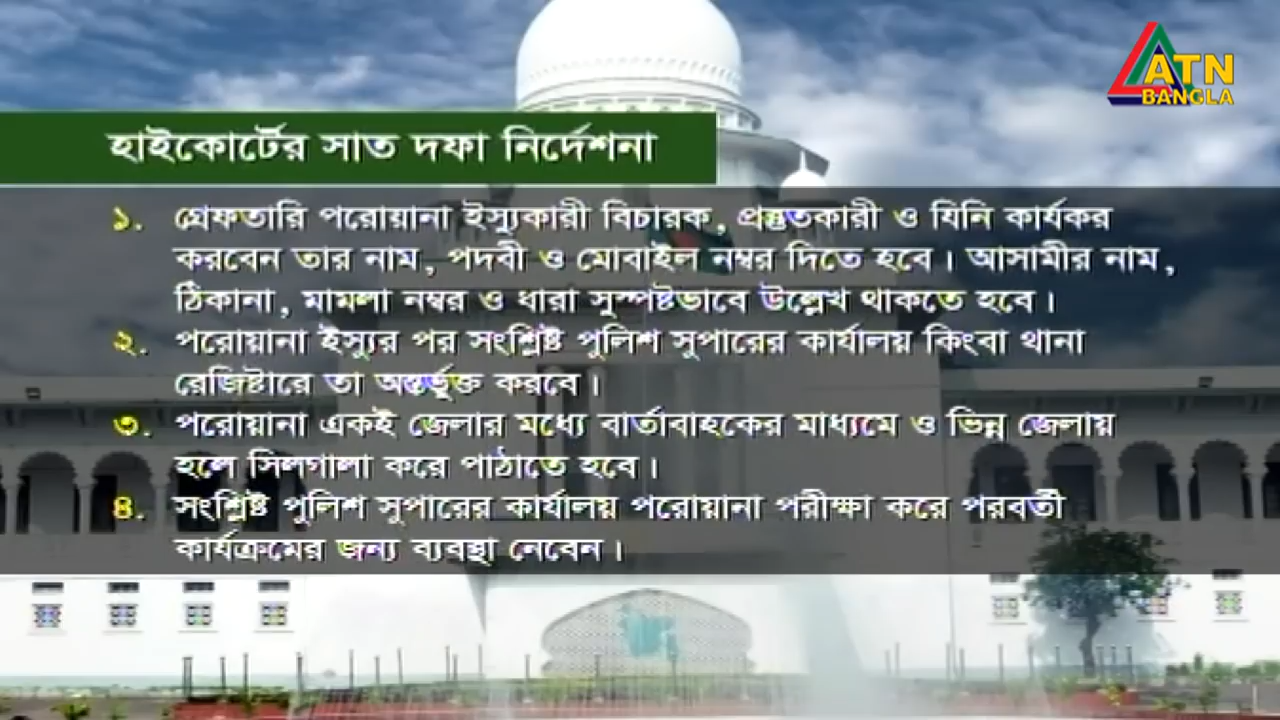 ATN
BANGLA
হাইকোর্টের সাত দফা নির্দেশনা
১. গ্রেফতারি পরোয়ানা ইস্যুকারী বিচারক, প্রস্তুতকারী ও যিনি কার্যকর
করবেন তার নাম, পদবী ও মোবাইল নম্বর দিতে হবে। আসামীর নাম,
ঠিকানা, মামলা নম্বর ও ধারা সুস্পষ্টভাবে উল্লেখ থাকতে হবে।
২. পরোয়ানা ইস্যুর পর সংশ্লিষ্ট পুলিশ সুপারের কার্যালয় কিংবা থানা
রেজিষ্টারে তা অন্তর্ভূক্ত করবে।
৩. পরোয়ানা একই জেলার মধ্যে বার্তাবাহকের মাধ্যমে ও ভিন্ন জেলায়
হলে সিলগালা করে পাঠাতে হবে।
৪. সংশ্লিষ্ট পুলিশ সুপারের কার্যালয় পরোয়ানা পরীক্ষা করে পরবর্তী
কার্যক্রমের জন্য ব্যবস্থা নেবেন।